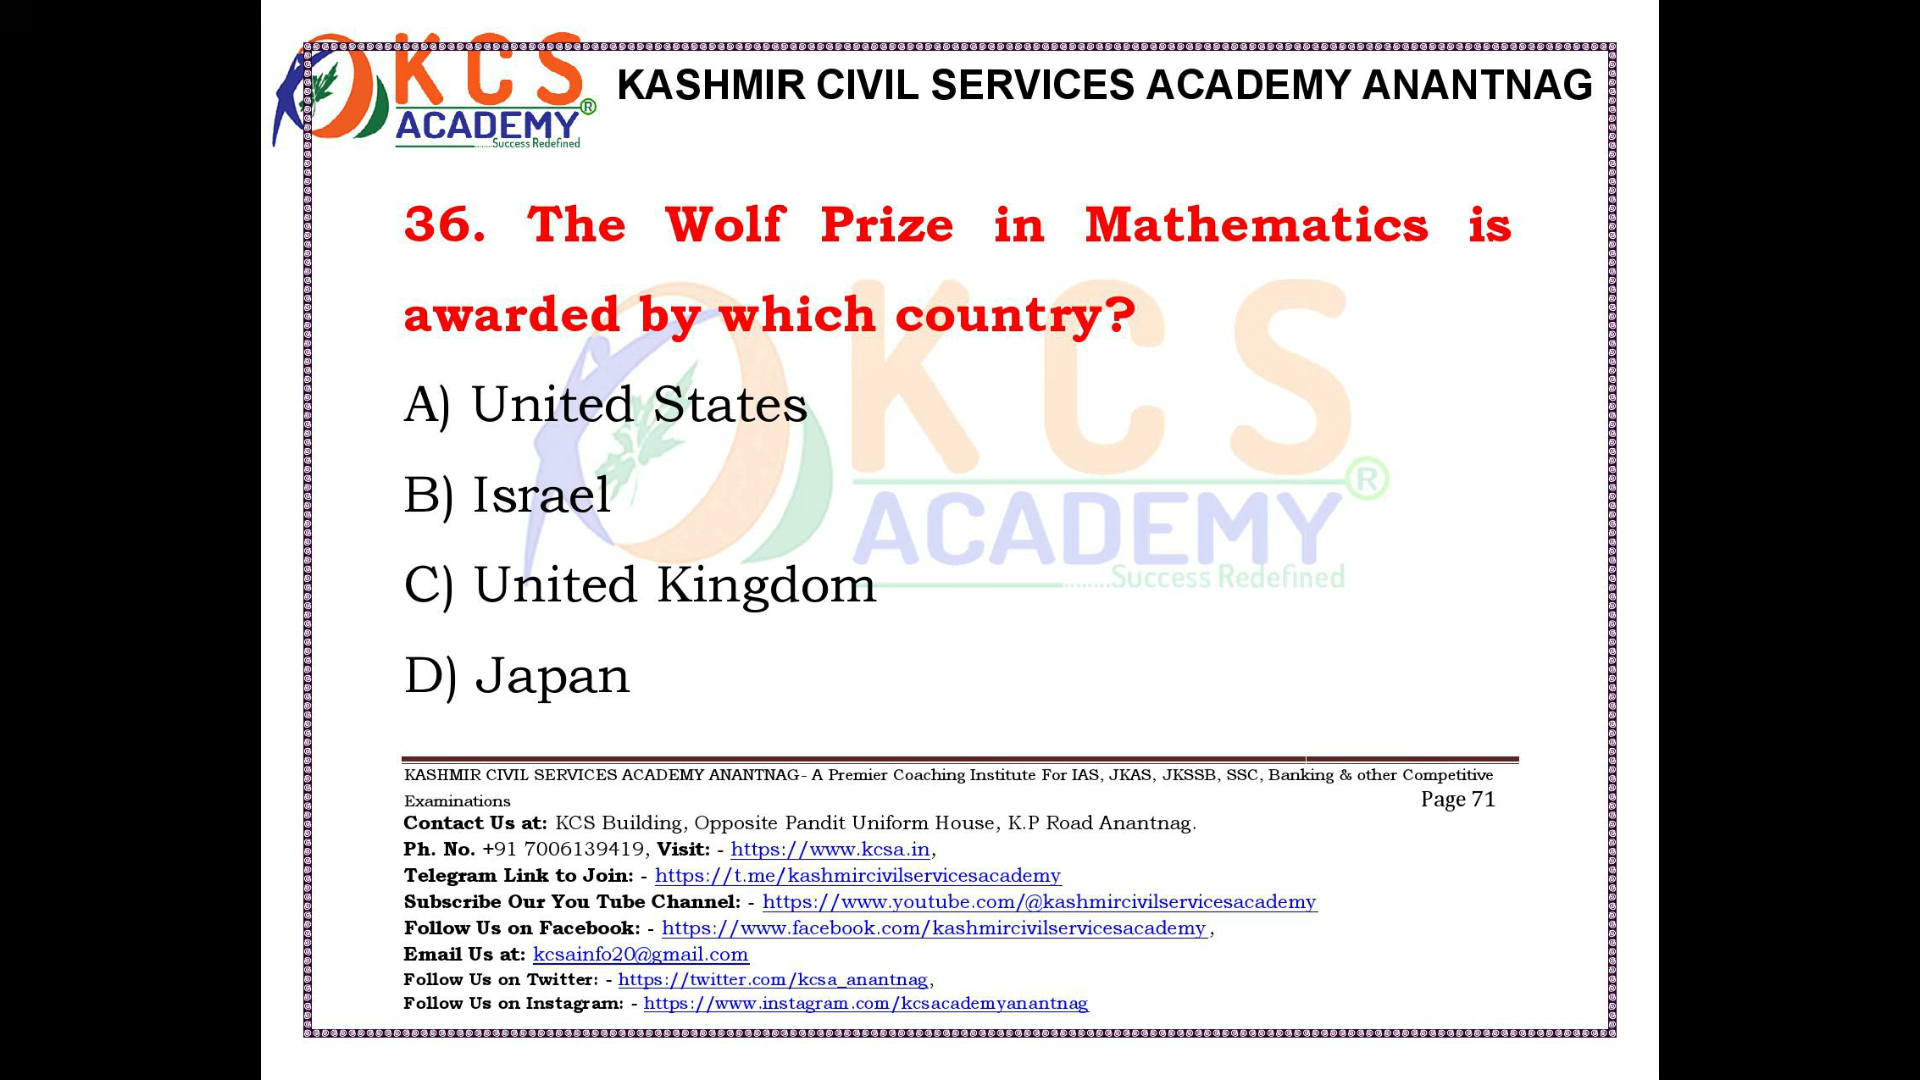 KCS
ACADEMY®
........Success Redefined
KASHMIR CIVIL SERVICES ACADEMY ANANTNAG
36. The Wolf Prize in Mathematics is
awarded by which country?
A) United States
B) Israel
C) United Kingdom
D) Japan
KCS
ACADEMY®
.........Success Redefined
KASHMIR CIVIL SERVICES ACADEMY ANANTNAG- A Premier Coaching Institute For IAS, JKAS, JKSSB, SSC, Banking & other Competitive
Examinations Page 71
Contact Us at: KCS Building, Opposite Pandit Uniform House, K.P Road Anantnag.
Ph. No. +91 7006139419, Visit: - https://www.kcsa.in,
Telegram Link to Join: - https://t.me/kashmircivilservicesacademy
Subscribe Our You Tube Channel: - https://www.youtube.com/@kashmircivilservicesacademy
Follow Us on Facebook: - https://www.facebook.com/kashmircivilservicesacademy,
Email Us at: kcsainfo20@gmail.com
Follow Us on Twitter: - https://twitter.com/kcsa_anantnag,
Follow Us on Instagram: - https://www.instagram.com/kcsacademyanantnag